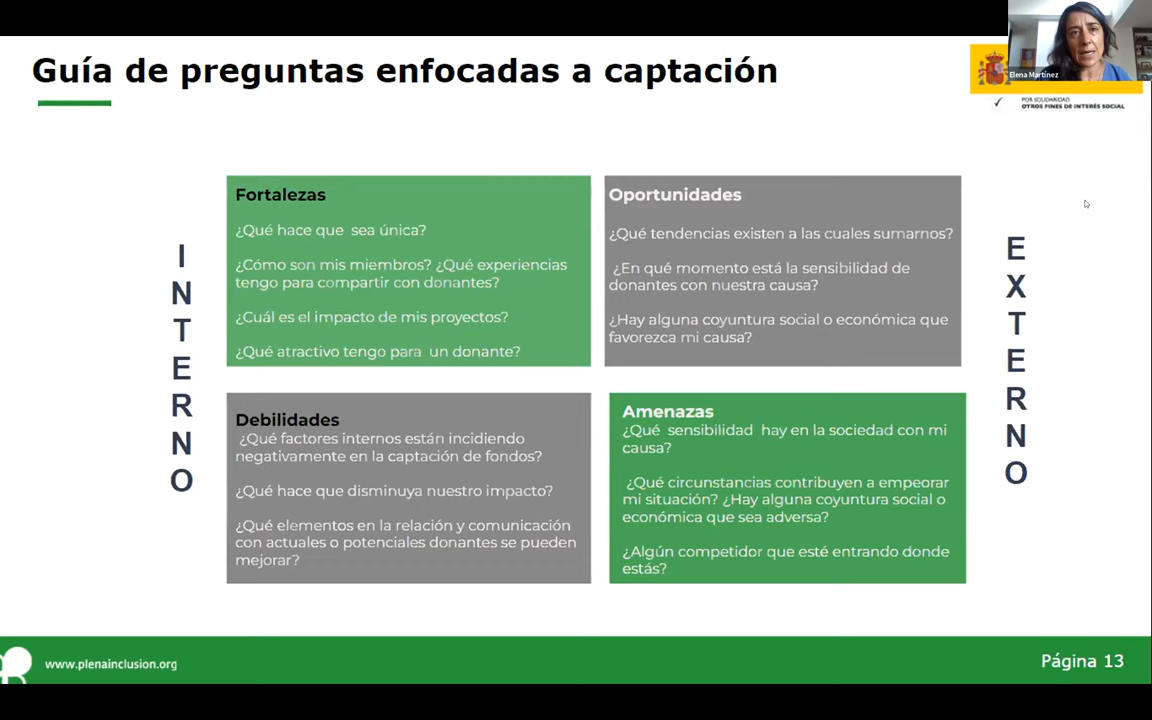 Guía de preguntas enfocadas a captación
Elena Martínez
POR SOLIDARIDAD
OTROS FINES DE INTERÉS SOCIAL
INTERNO
Fortalezas
¿Qué hace que sea única?
¿Cómo son mis miembros? ¿Qué experiencias
tengo para compartir con donantes?
¿Cuál es el impacto de mis proyectos?
¿Qué atractivo tengo para un donante?
Oportunidades
¿Qué tendencias existen a las cuales sumarnos?
¿En qué momento está la sensibilidad de
donantes con nuestra causa?
¿Hay alguna coyuntura social o económica que
favorezca mi causa?
EXTERNO
Debilidades
¿Qué factores internos están incidiendo
negativamente en la captación de fondos?
¿Qué hace que disminuya nuestro impacto?
¿Qué elementos en la relación y comunicación
con actuales o potenciales donantes se pueden
mejorar?
Amenazas
¿Qué sensibilidad hay en la sociedad con mi
causa?
¿Qué circunstancias contribuyen a empeorar
mi situación? ¿Hay alguna coyuntura social o
económica que sea adversa?
¿Algún competidor que esté entrando donde
estás?
www.plenainclusion.org
Página 13